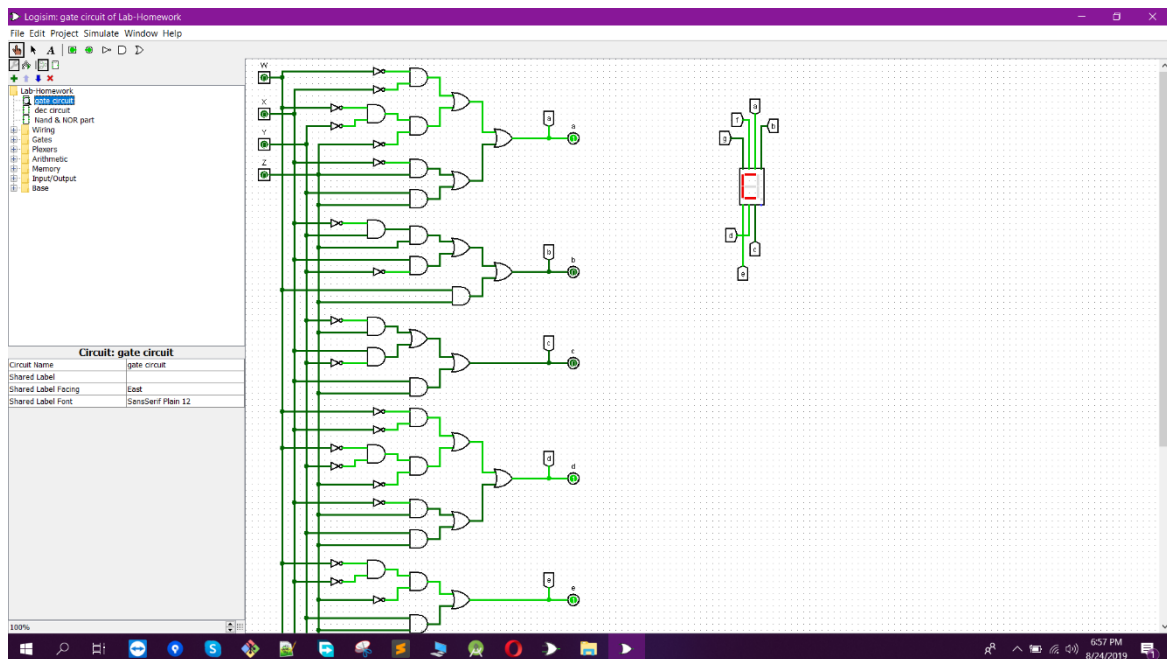 Logisim: gate circuit of Lab-Homework
File Edit Project Simulate Window Help
A
Lab-Homework
gate circuit
dec circuit
Nand & NOR part
Wiring
Gates
Plexers
Arithmetic
Memory
Input/Output
Base
Circuit: gate circuit
Circuit Name gate circuit
Shared Label
Shared Label Facing East
Shared Label Font SansSerif Plain 12
100%
W
X
Y
Z
a
a
b
b
c
c
d
d
e
e
a
f
b
g
d
c
e
6:57 PM
8/24/2019